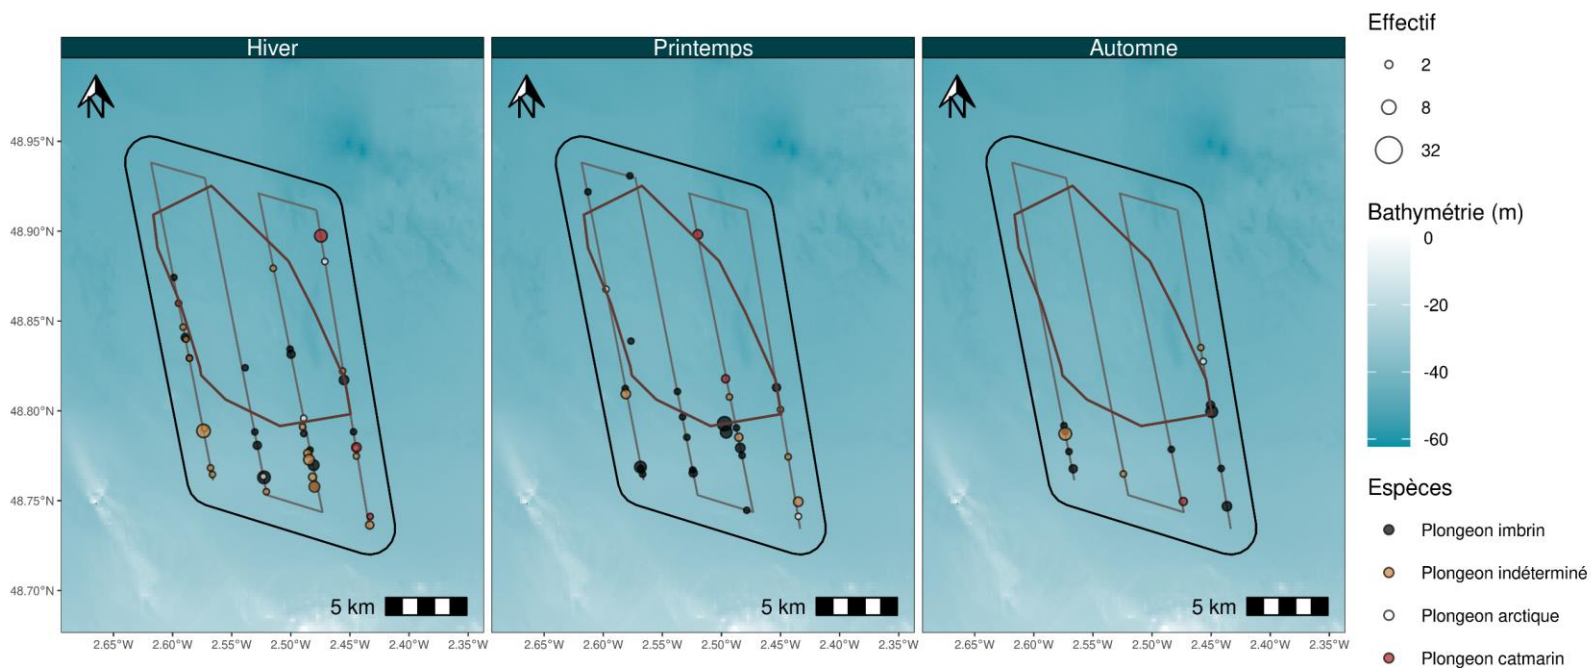 Hiver
Printemps
Automne
N
N
N
48.95°N
48.90°N
48.85°N
48.80°N
48.75°N
48.70°N
5 km
5 km
5 km
2.65°W 2.60°W 2.55°W 2.50°W 2.45°W 2.40°W 2.35°W
2.65°W 2.60°W 2.55°W 2.50°W 2.45°W 2.40°W 2.35°W
2.65°W 2.60°W 2.55°W 2.50°W 2.45°W 2.40°W 2.35°W
Effectif
2
8
32
Bathymétrie (m)
0
-20
-40
-60
Espèces
Plongeon imbrin
Plongeon indéterminé
Plongeon arctique
Plongeon catmarin